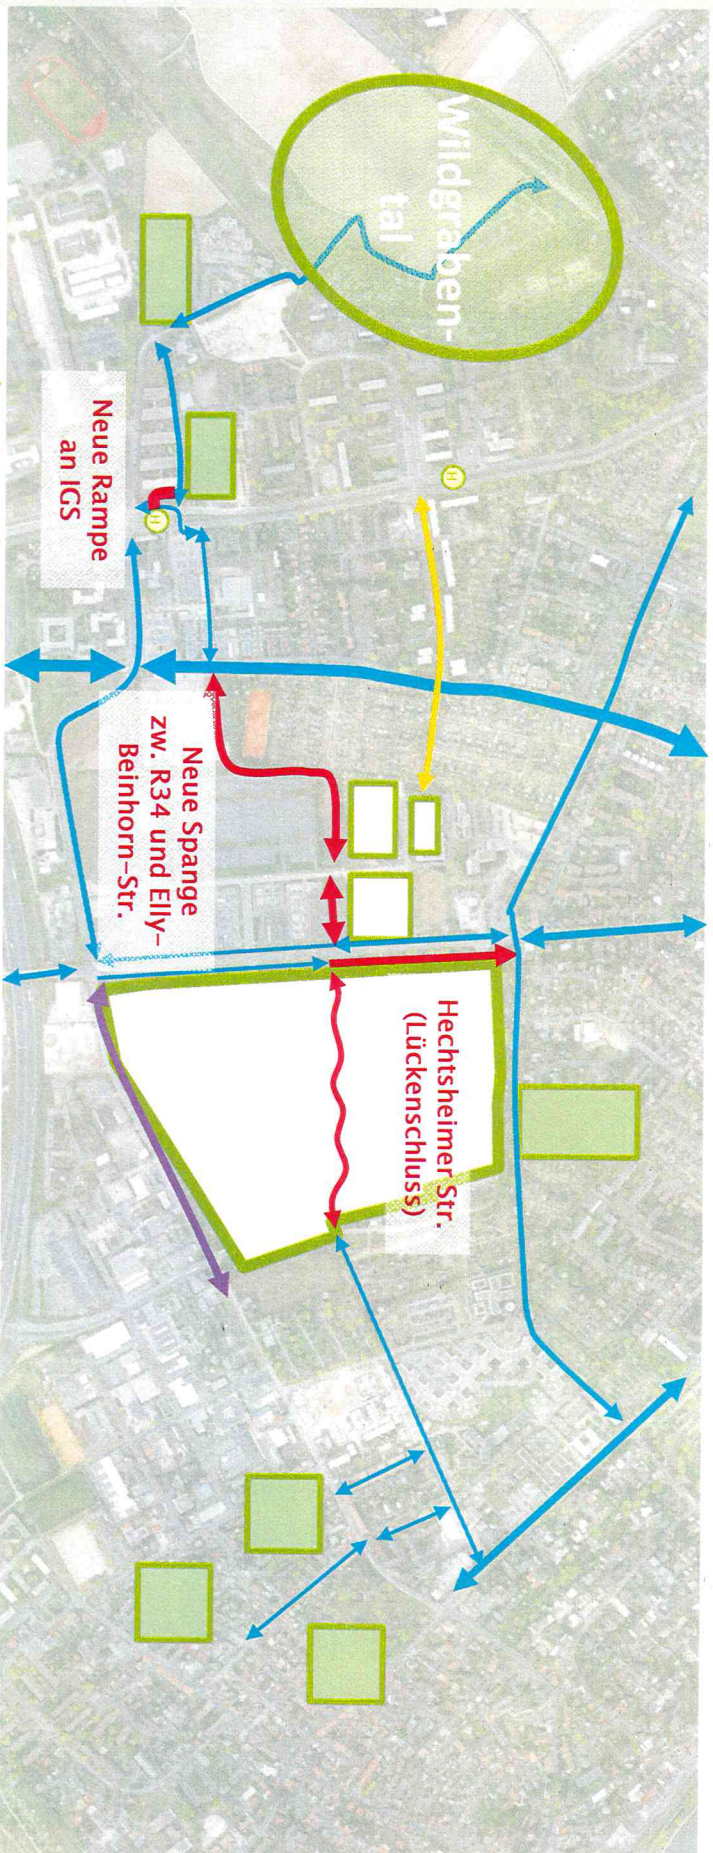 Wildgraben-
tal
H
Neue Rampe
an IGS
H
Neue Spange
zw. R34 und Elly-
Beinhorn-Str.
Hechtsheimer Str.
(Lückenschluss)